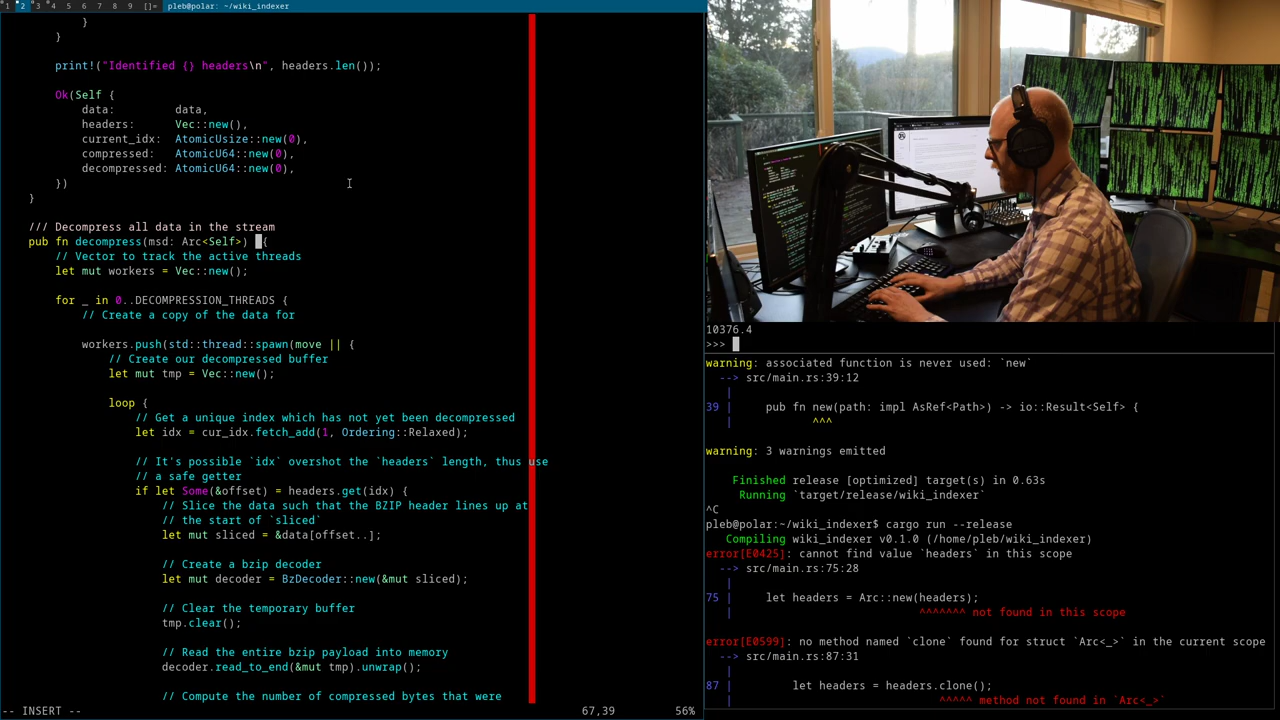 1 2 3 4 5 6 7 8 9 []= pleb@polar: ~/wiki_indexer
}
}
print!("Identified {} headers\n", headers.len());
Ok(Self {
data: data,
headers: Vec::new(),
current_idx: AtomicUsize::new(0),
compressed: AtomicU64::new(0),
decompressed: AtomicU64::new(0),
})
}
/// Decompress all data in the stream
pub fn decompress(msd: Arc<Self>) {
// Vector to track the active threads
let mut workers = Vec::new();
for _ in 0..DECOMPRESSION_THREADS {
// Create a copy of the data for
workers.push(std::thread::spawn(move || {
// Create our decompressed buffer
let mut tmp = Vec::new();
loop {
// Get a unique index which has not yet been decompressed
let idx = cur_idx.fetch_add(1, Ordering::Relaxed);
// It's possible `idx` overshot the `headers` length, thus use
// a safe getter
if let Some(&offset) = headers.get(idx) {
// Slice the data such that the BZIP header lines up at
// the start of `sliced`
let mut sliced = &data[offset..];
// Create a bzip decoder
let mut decoder = BzDecoder::new(&mut sliced);
// Clear the temporary buffer
tmp.clear();
// Read the entire bzip payload into memory
decoder.read_to_end(&mut tmp).unwrap();
// Compute the number of compressed bytes that were
-- INSERT -- 67,39 56%
10376.4
>>>
warning: associated function is never used: `new`
--> src/main.rs:39:12
|
39 | pub fn new(path: impl AsRef<Path>) -> io::Result<Self> {
| ^^^
warning: 3 warnings emitted
Finished release [optimized] target(s) in 0.63s
Running `target/release/wiki_indexer`
^C
pleb@polar:~/wiki_indexer$ cargo run --release
Compiling wiki_indexer v0.1.0 (/home/pleb/wiki_indexer)
error[E0425]: cannot find value `headers` in this scope
--> src/main.rs:75:28
|
75 | let headers = Arc::new(headers);
| ^^^^^^^ not found in this scope
error[E0599]: no method named `clone` found for struct `Arc<_>` in the current scope
--> src/main.rs:87:31
|
87 | let headers = headers.clone();
| ^^^^^ method not found in `Arc<_>`